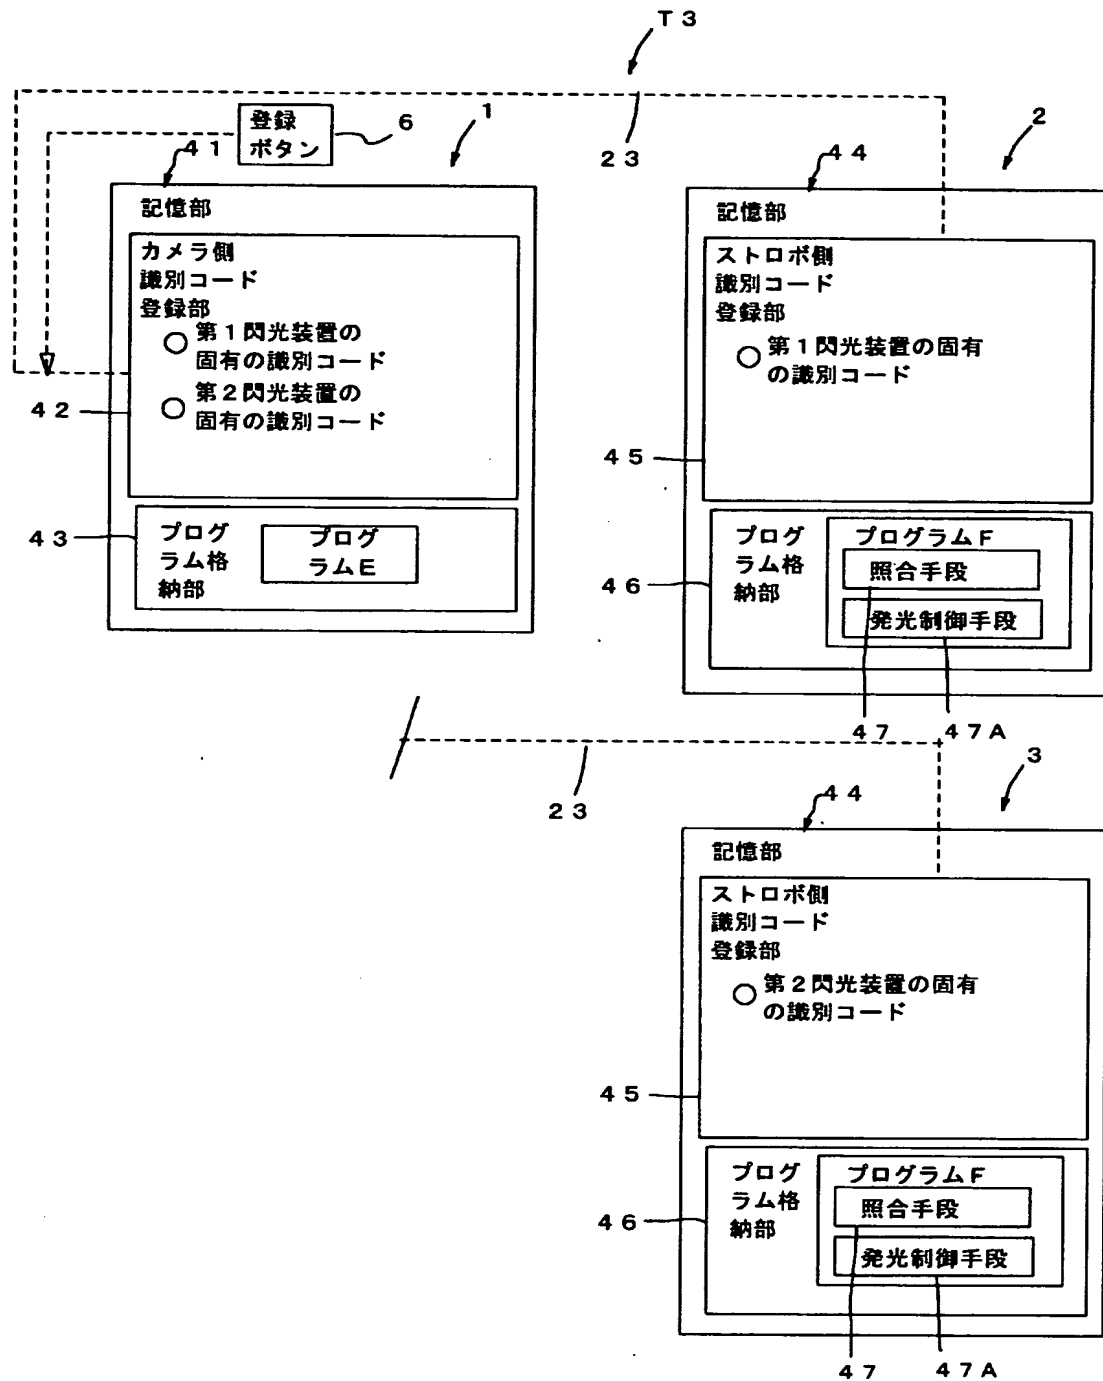 T3
登録
ボタン
6
1
23
2
41
44
記憶部
カメラ側
識別コード
登録部
第1閃光装置の
固有の識別コード
第2閃光装置の
固有の識別コード
42
記憶部
ストロボ側
識別コード
登録部
第1閃光装置の固有
の識別コード
45
43
プログ
ラム格
納部
プログ
ラムE
46
プログ
ラム格
納部
プログラムF
照合手段
発光制御手段
47
47A
23
3
44
記憶部
ストロボ側
識別コード
登録部
第2閃光装置の固有
の識別コード
45
46
プログ
ラム格
納部
プログラムF
照合手段
発光制御手段
47
47A